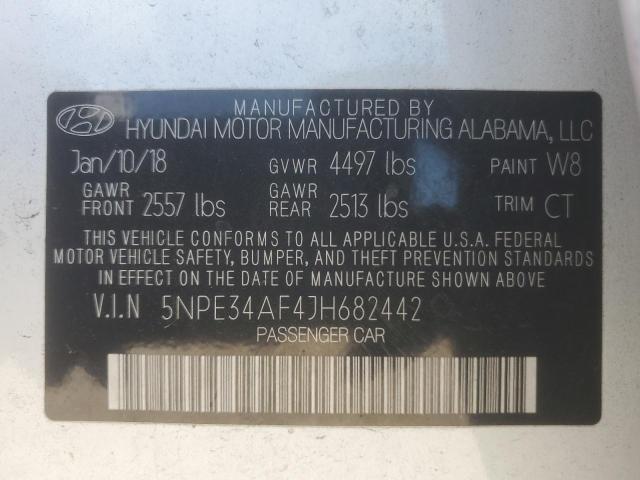 MANUFACTURED BY
HYUNDAI MOTOR MANUFACTURING ALABAMA, LLC
Jan/10/18 GVWR 4497 lbs PAINT W8
GAWR FRONT 2557 lbs GAWR REAR 2513 lbs TRIM CT
THIS VEHICLE CONFORMS TO ALL APPLICABLE U.S.A. FEDERAL
MOTOR VEHICLE SAFETY, BUMPER, AND THEFT PREVENTION STANDARDS
IN EFFECT ON THE DATE OF MANUFACTURE SHOWN ABOVE
V.I.N 5NPE34AF4JH682442
PASSENGER CAR